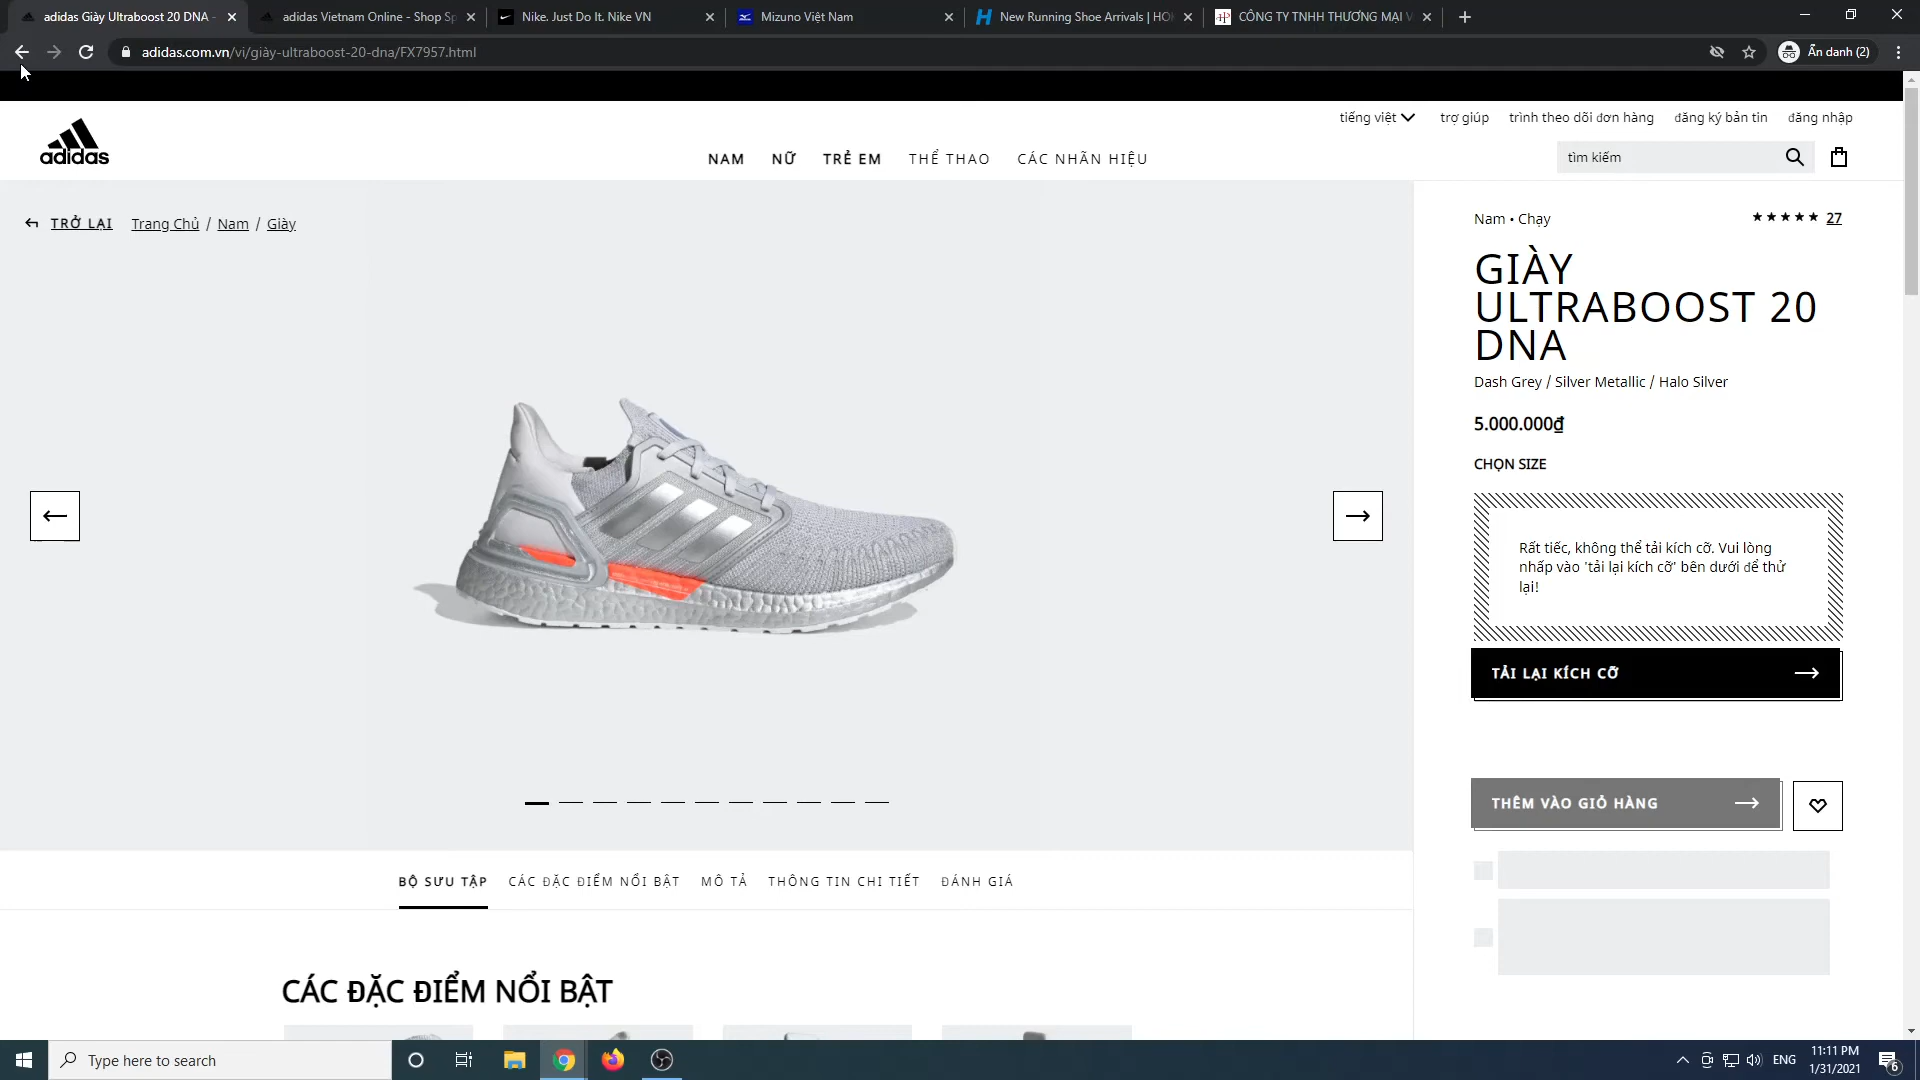 adidas Giày Ultraboost 20 DNA -
adidas Vietnam Online - Shop Sp
Nike. Just Do It. Nike VN
Mizuno Việt Nam
New Running Shoe Arrivals | HO
CÔNG TY TNHH THƯƠNG MẠI V
adidas.com.vn/vi/giày-ultraboost-20-dna/FX7957.html
Ẩn danh (2)
tiếng việt
trợ giúp
trình theo dõi đơn hàng
đăng ký bản tin
đăng nhập
adidas
NAM
NỮ
TRẺ EM
THỂ THAO
CÁC NHÃN HIỆU
tìm kiếm
TRỞ LẠI
Trang Chủ / Nam / Giày
Nam • Chạy
27
GIÀY
ULTRABOOST 20
DNA
Dash Grey / Silver Metallic / Halo Silver
5.000.000₫
CHỌN SIZE
Rất tiếc, không thể tải kích cỡ. Vui lòng
nhấp vào 'tải lại kích cỡ' bên dưới để thử
lại!
TẢI LẠI KÍCH CỠ
THÊM VÀO GIỎ HÀNG
BỘ SƯU TẬP
CÁC ĐẶC ĐIỂM NỔI BẬT
MÔ TẢ
THÔNG TIN CHI TIẾT
ĐÁNH GIÁ
CÁC ĐẶC ĐIỂM NỔI BẬT
Type here to search
ENG
11:11 PM
1/31/2021
6